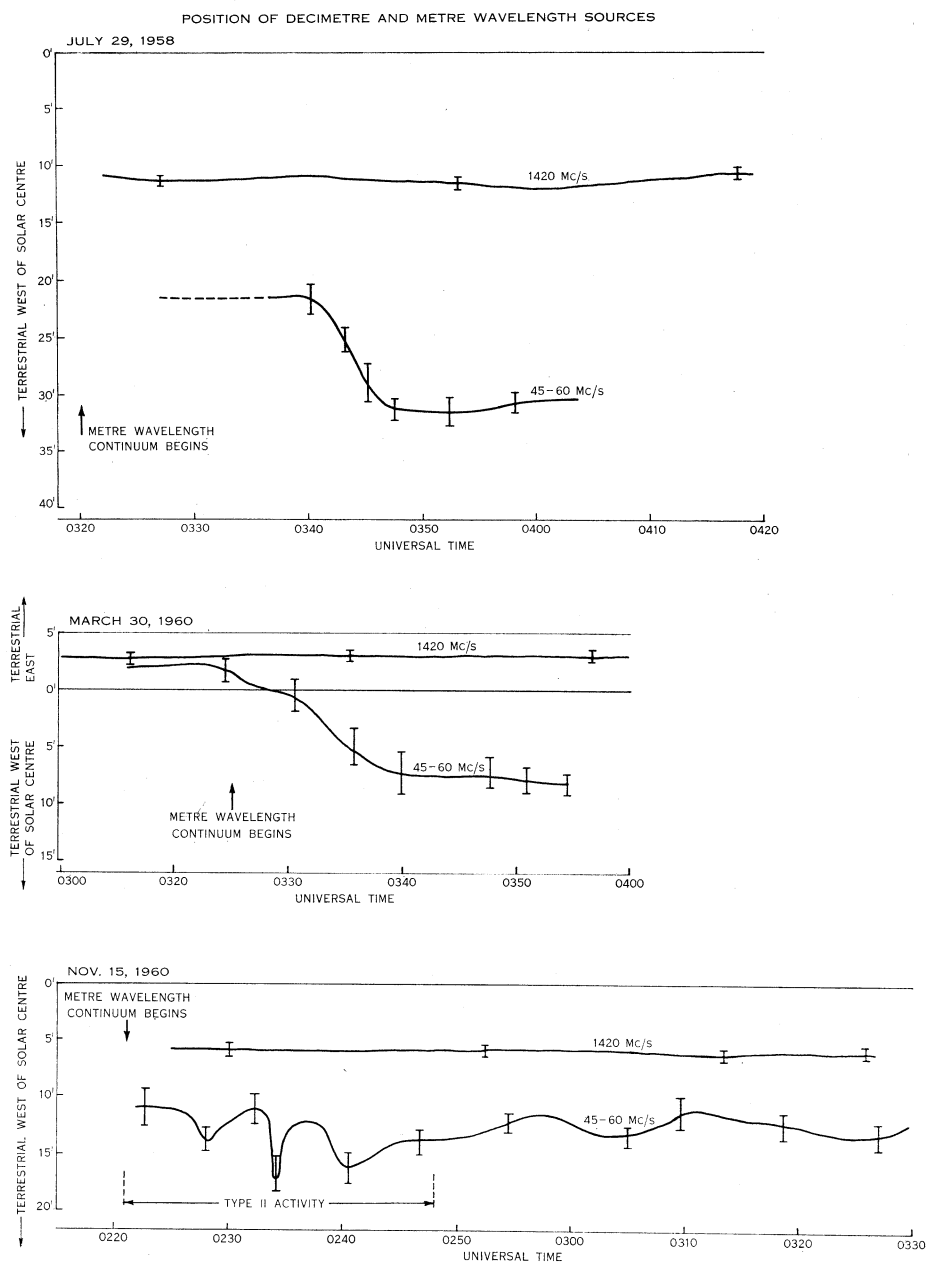 POSITION OF DECIMETRE AND METRE WAVELENGTH SOURCES
JULY 29, 1958
0'
5'
10'
15'
20'
25'
30'
35'
40'
TERRESTRIAL WEST OF SOLAR CENTRE
1420 Mc/s
45-60 Mc/s
METRE WAVELENGTH
CONTINUUM BEGINS
0320
0330
0340
0350
0400
0410
0420
UNIVERSAL TIME
MARCH 30, 1960
TERRESTRIAL
EAST
TERRESTRIAL WEST
OF SOLAR CENTRE
5'
0'
5'
10'
15'
1420 Mc/s
45-60 Mc/s
METRE WAVELENGTH
CONTINUUM BEGINS
0300
0320
0330
0340
0350
0400
UNIVERSAL TIME
NOV. 15, 1960
METRE WAVELENGTH
CONTINUUM BEGINS
TERRESTRIAL WEST OF SOLAR CENTRE
0'
5'
10'
15'
20'
1420 Mc/s
45-60 Mc/s
TYPE II ACTIVITY
0220
0230
0240
0250
0300
0310
0320
0330
UNIVERSAL TIME